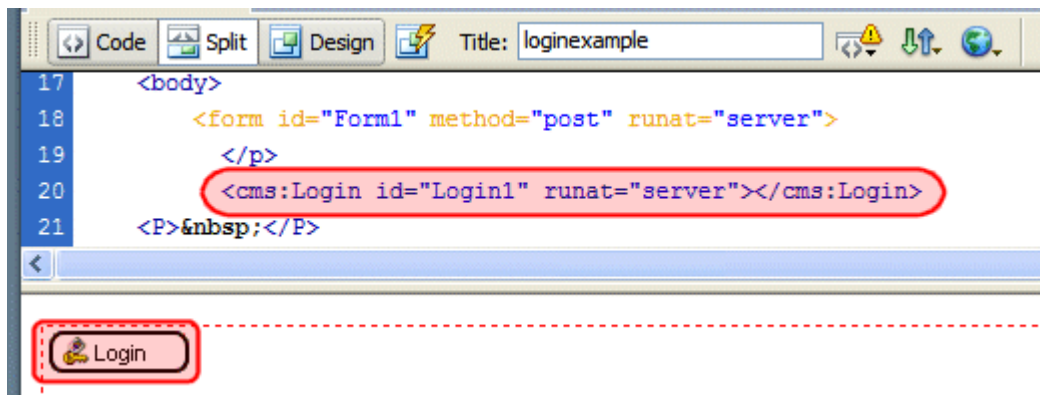 Code Split Design Title: loginexample
17 <body>
18 <form id="Form1" method="post" runat="server">
19 </p>
20 <cms:Login id="Login1" runat="server"></cms:Login>
21 <P>&nbsp;</P>
Login